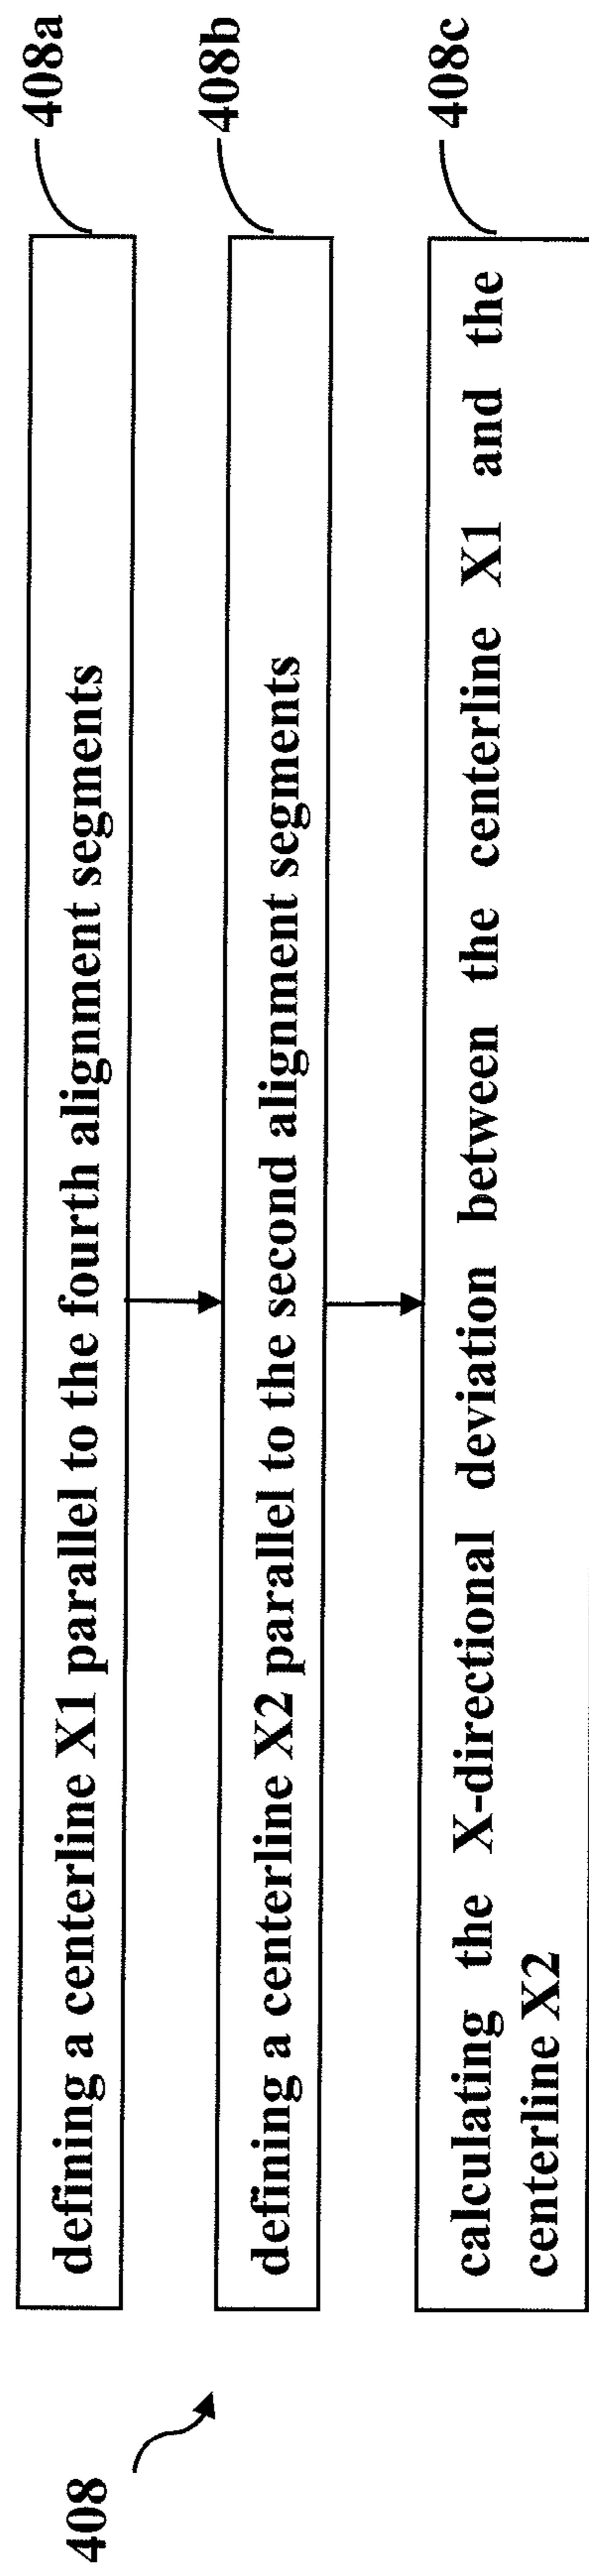 408
defining a centerline X1 parallel to the fourth alignment segments
408a
defining a centerline X2 parallel to the second alignment segments
408b
calculating the X-directional deviation between the centerline X1 and the
centerline X2
408c